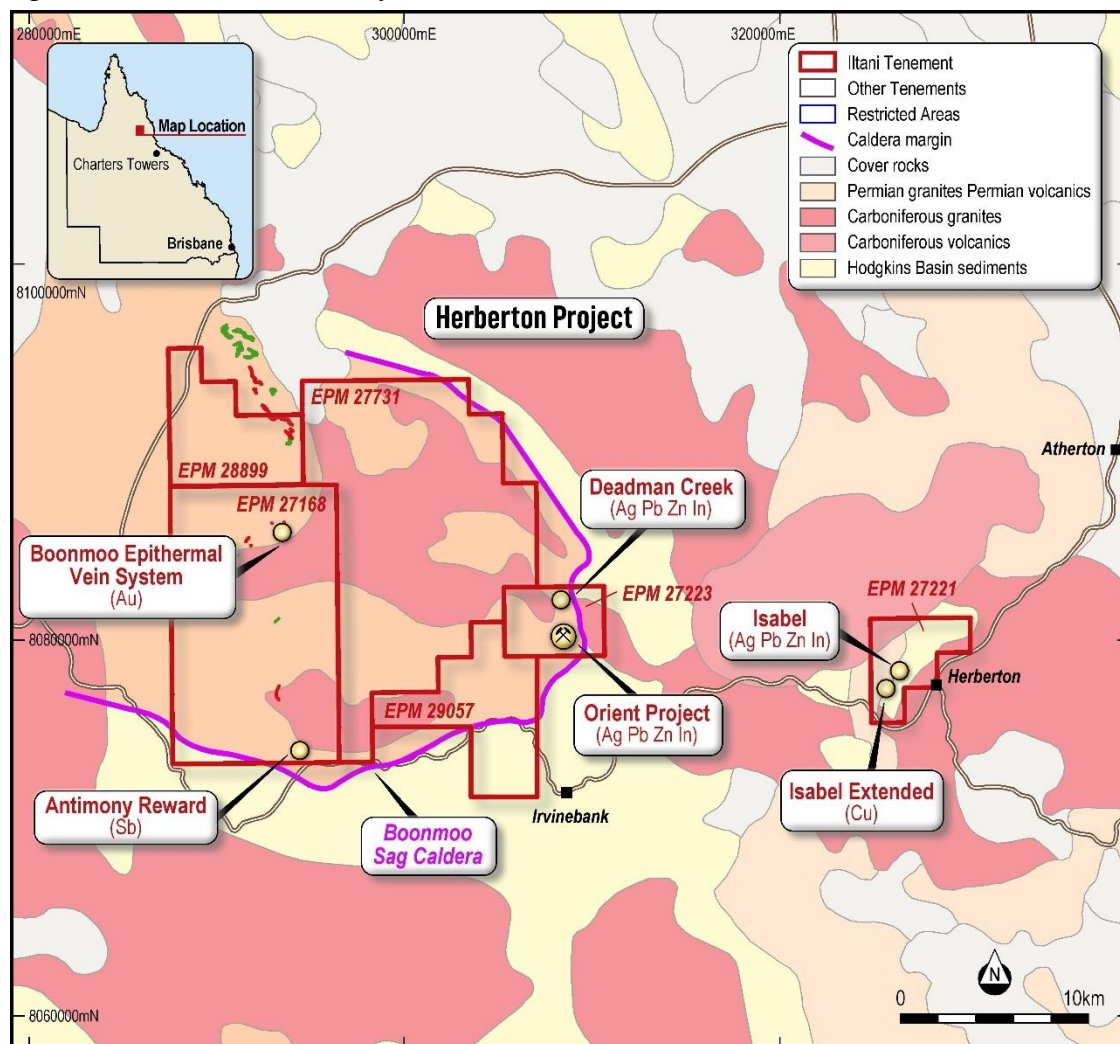 280000mE
300000mE
320000mE
Map Location
Charters Towers
Brisbane
Iltani Tenement
Other Tenements
Restricted Areas
Caldera margin
Cover rocks
Permian granites Permian volcanics
Carboniferous granites
Carboniferous volcanics
Hodgkins Basin sediments
8100000mN
Herberton Project
EPM 27731
Atherton
EPM 28899
EPM 27168
Deadman Creek
(Ag Pb Zn In)
Boonmoo Epithermal
Vein System
(Au)
EPM 27223
EPM 27221
Isabel
(Ag Pb Zn In)
8080000mN
Herberton
EPM 29057
Orient Project
(Ag Pb Zn In)
Antimony Reward
(Sb)
Isabel Extended
(Cu)
Irvinebank
Boonmoo
Sag Caldera
N
0
10km
8060000mN